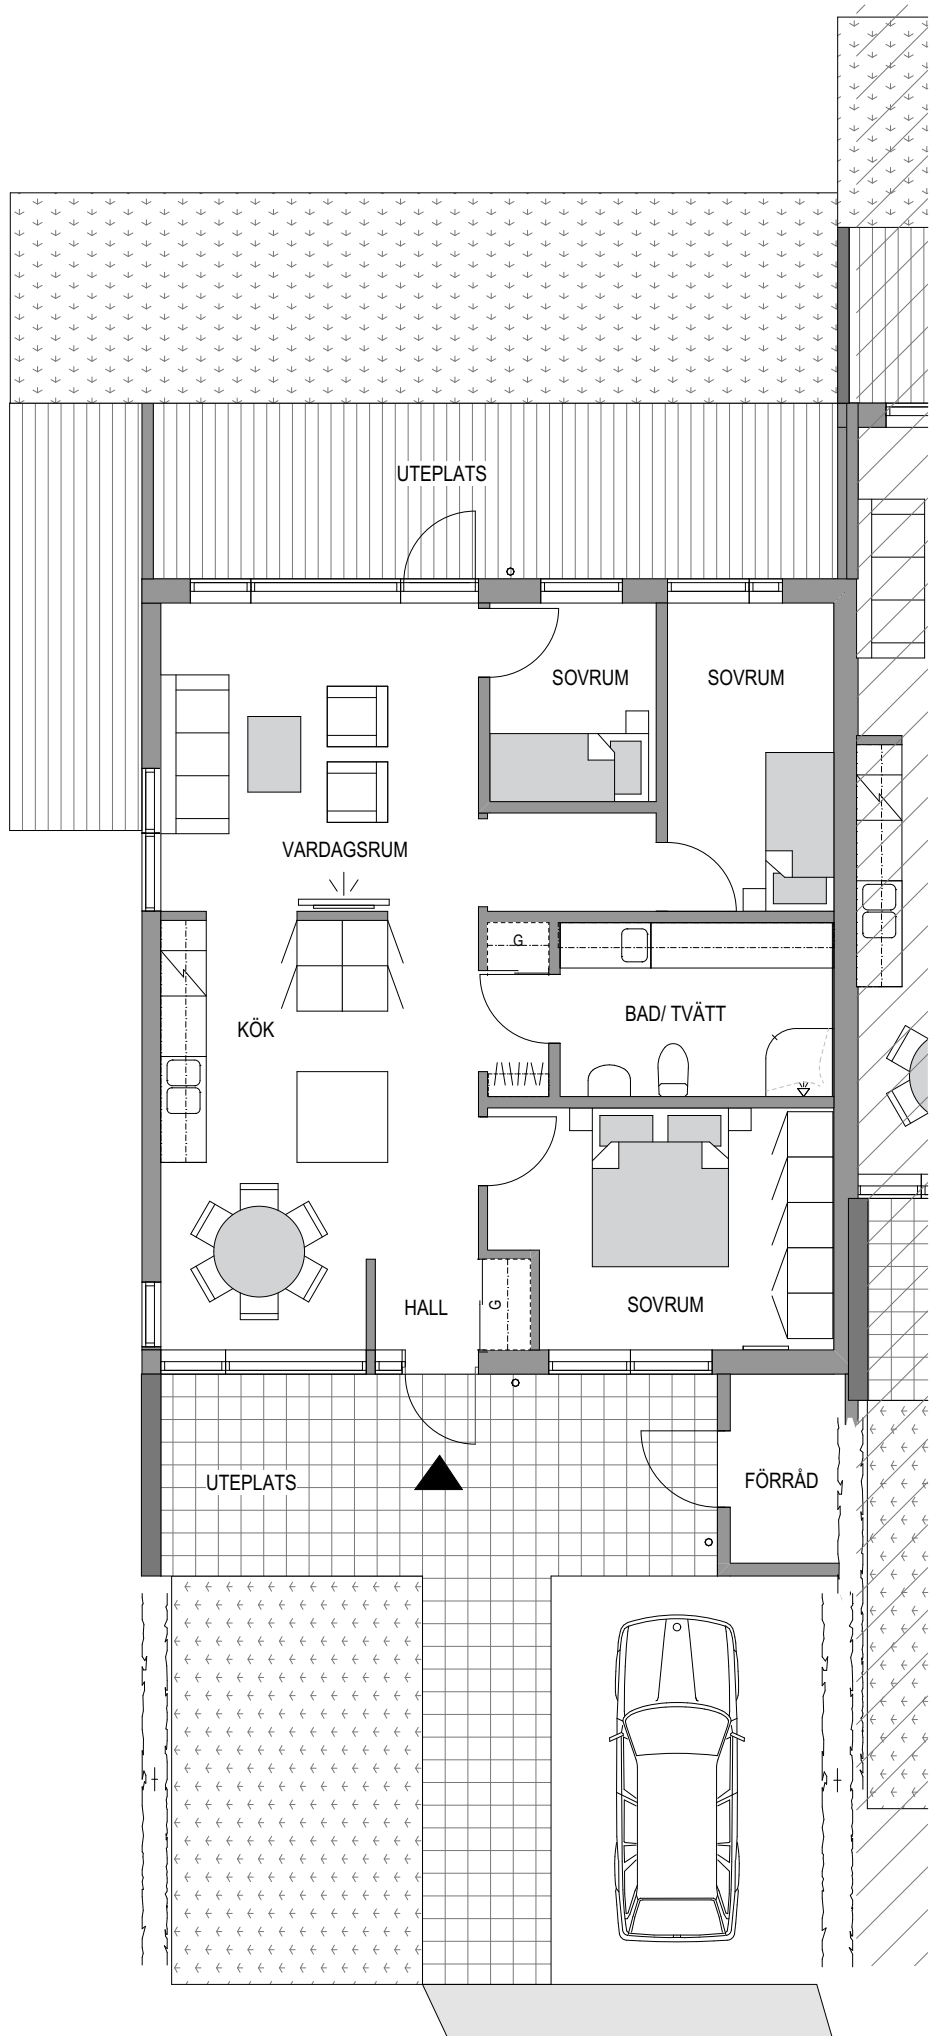 UTEPLATS
SOVRUM
SOVRUM
VARDAGSRUM
G
BAD/ TVÄTT
KÖK
G
HALL
SOVRUM
UTEPLATS
FÖRRÅD